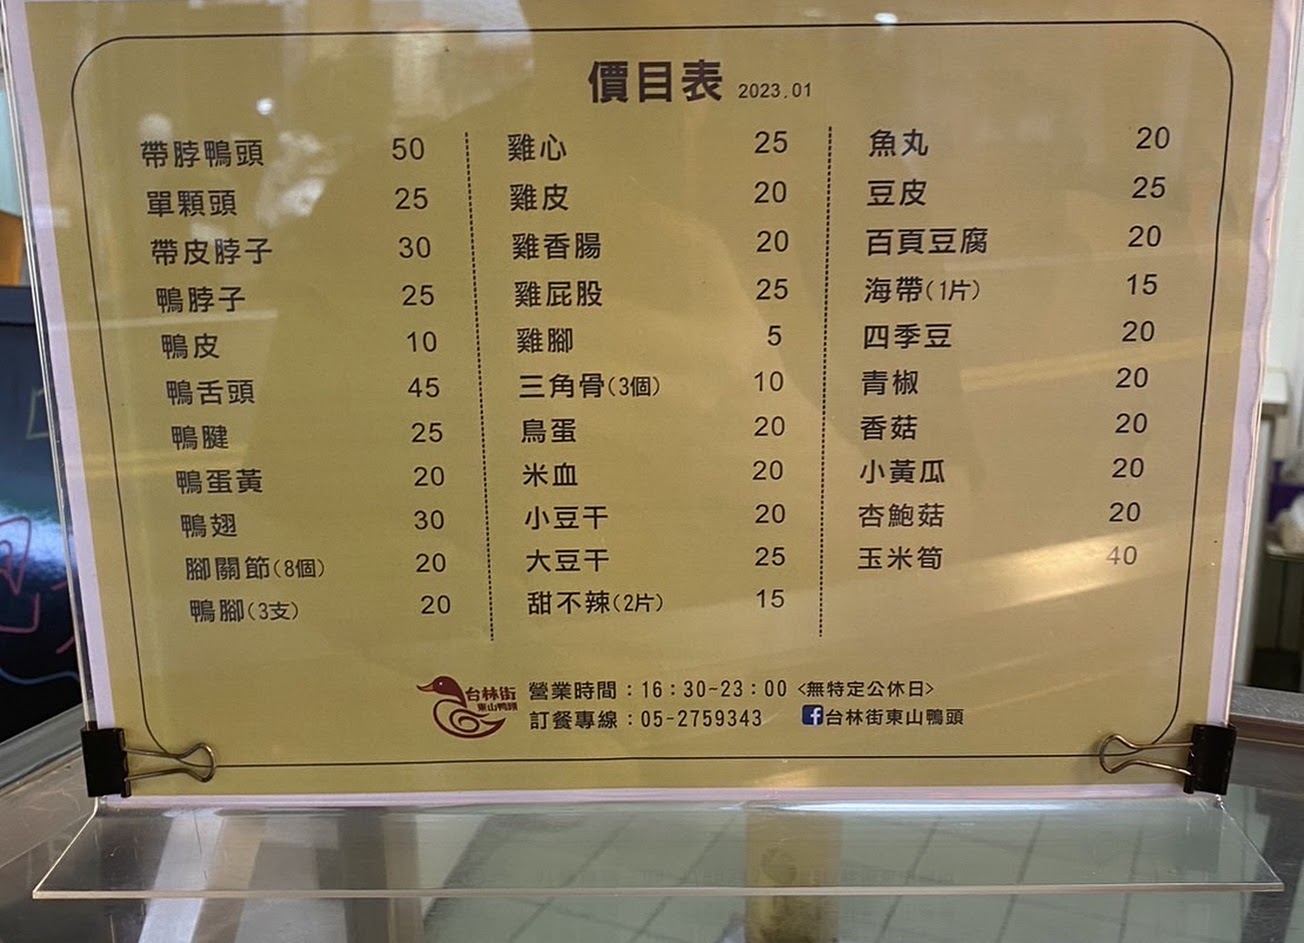 價目表 2023.01
帶脖鴨頭 50
單顆頭 25
帶皮脖子 30
鴨脖子 25
鴨皮 10
鴨舌頭 45
鴨腱 25
鴨蛋黃 20
鴨翅 30
腳關節(8個) 20
鴨腳(3支) 20
雞心 25
雞皮 20
雞香腸 20
雞屁股 25
雞腳 5
三角骨(3個) 10
鳥蛋 20
米血 20
小豆干 20
大豆干 25
甜不辣(2片) 15
魚丸 20
豆皮 25
百頁豆腐 20
海帶(1片) 15
四季豆 20
青椒 20
香菇 20
小黃瓜 20
杏鮑菇 20
玉米筍 40
台林街
東山鴨頭
營業時間：16：30~23：00 <無特定公休日>
訂餐專線：05-2759343 f台林街東山鴨頭